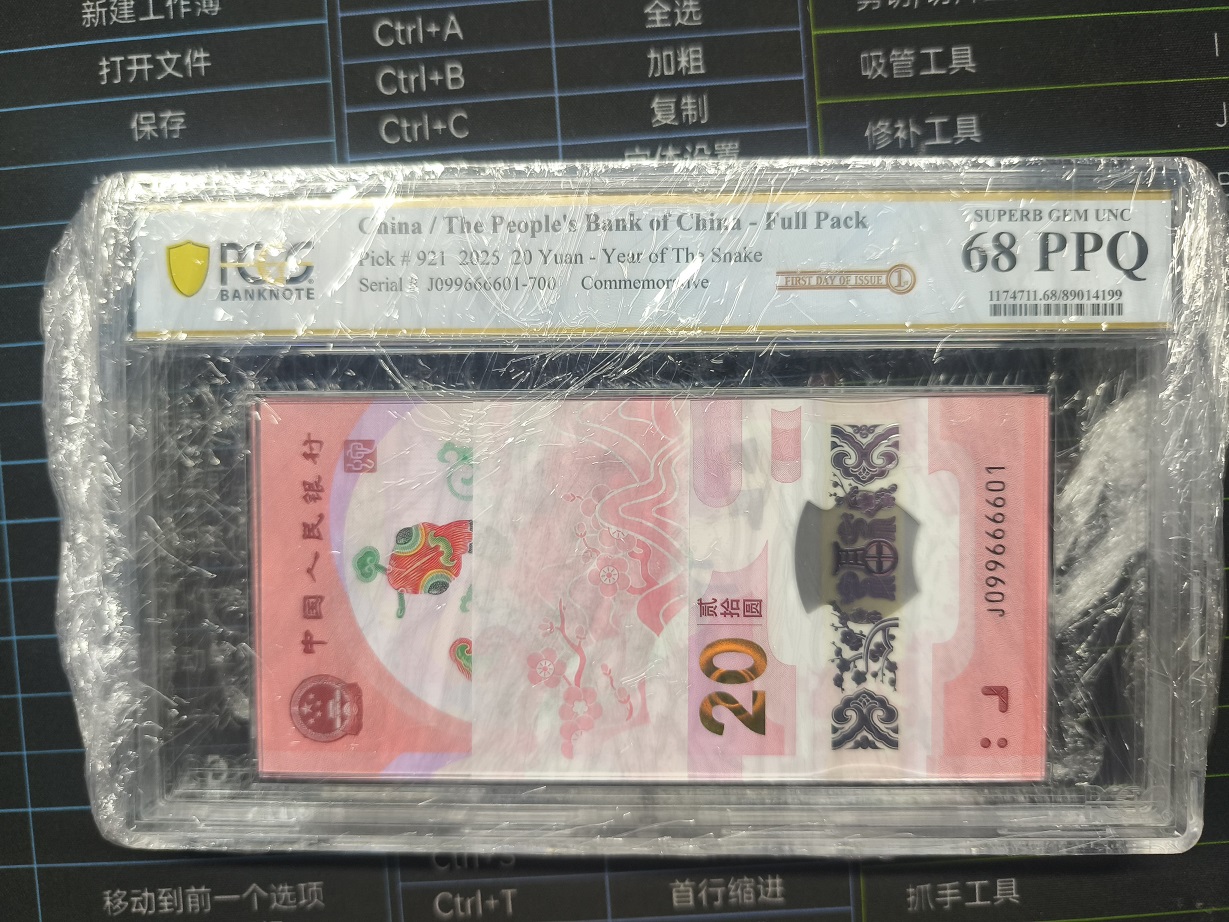 新建工作簿
Ctrl+A
全选
打开文件
Ctrl+B
加粗
吸管工具
保存
Ctrl+C
复制
修补工具
J
China / The People's Bank of China - Full Pack
SUPERB GEM UNC
PCG
BANKNOTE
Pick # 921 2025 20 Yuan - Year of The Snake
68 PPQ
Serial # J099666601-700 Commemorative
FIRST DAY OF ISSUE 1
1174711.68/89014199
中国人民银行
贰拾圆
20
J099666601
移动到前一个选项
Ctrl+T
首行缩进
抓手工具